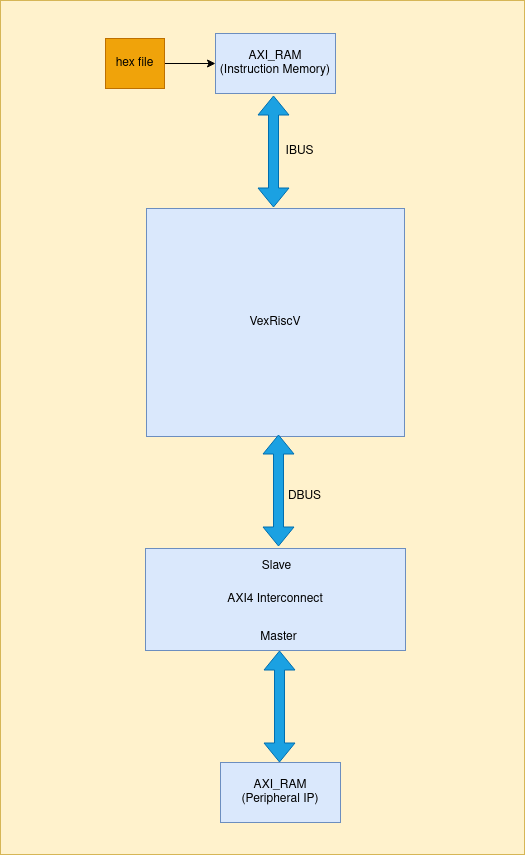 hex file
AXI_RAM
(Instruction Memory)
IBUS
VexRiscV
DBUS
Slave
AXI4 Interconnect
Master
AXI_RAM
(Peripheral IP)